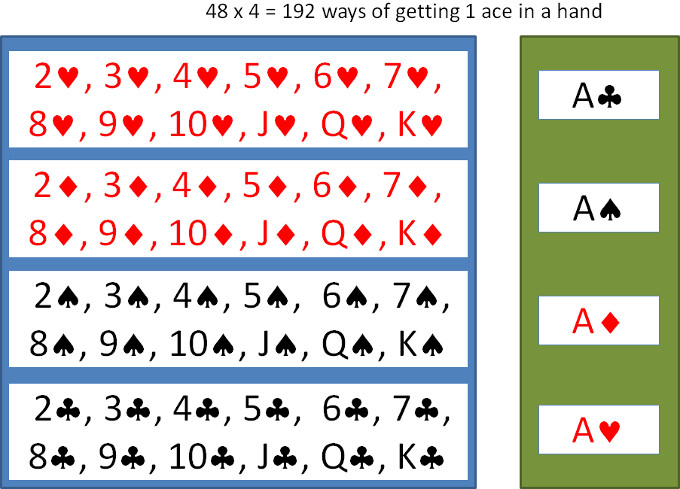 48 x 4 = 192 ways of getting 1 ace in a hand
2♥, 3♥, 4♥, 5♥, 6♥, 7♥,
8♥, 9♥, 10♥, J♥, Q♥, K♥
2♦, 3♦, 4♦, 5♦, 6♦, 7♦,
8♦, 9♦, 10♦, J♦, Q♦, K♦
2♠, 3♠, 4♠, 5♠, 6♠, 7♠,
8♠, 9♠, 10♠, J♠, Q♠, K♠
2♣, 3♣, 4♣, 5♣, 6♣, 7♣,
8♣, 9♣, 10♣, J♣, Q♣, K♣
A♣
A♠
A♦
A♥